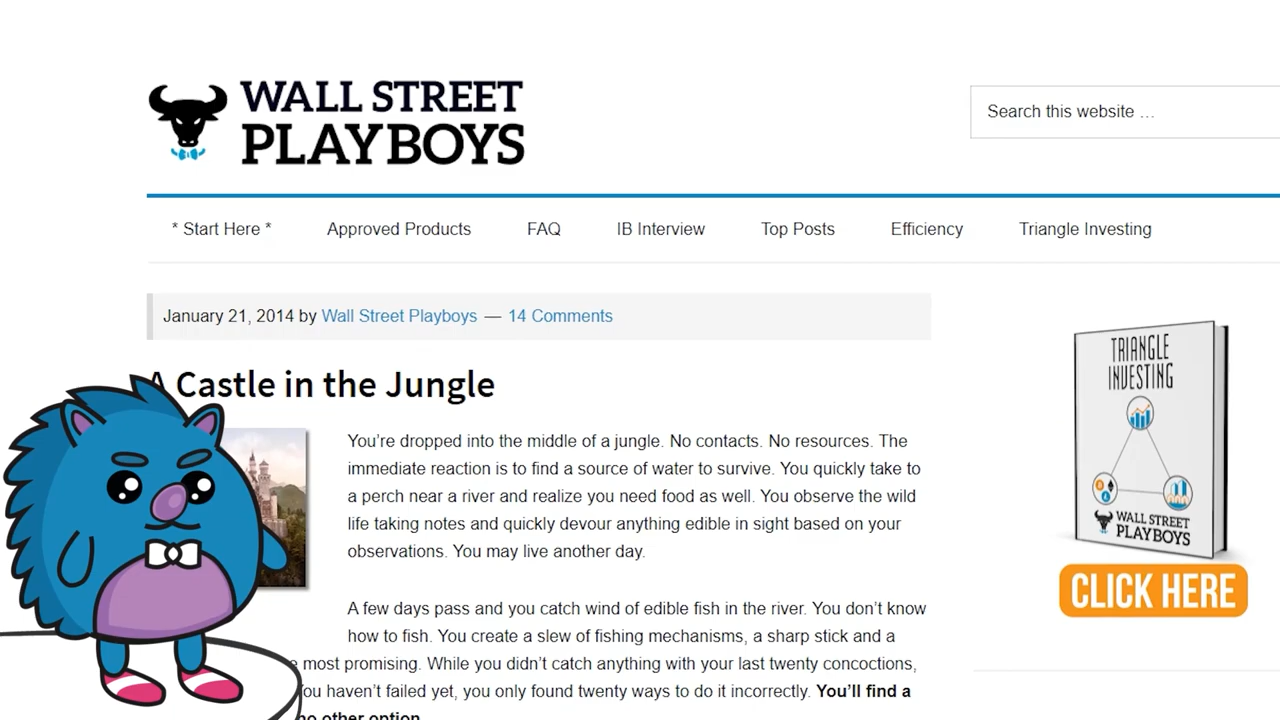 WALL STREET
PLAYBOYS
Search this website …
* Start Here *
Approved Products
FAQ
IB Interview
Top Posts
Efficiency
Triangle Investing
January 21, 2014 by Wall Street Playboys — 14 Comments
A Castle in the Jungle
You’re dropped into the middle of a jungle. No contacts. No resources. The
immediate reaction is to find a source of water to survive. You quickly take to
a perch near a river and realize you need food as well. You observe the wild
life taking notes and quickly devour anything edible in sight based on your
observations. You may live another day.
A few days pass and you catch wind of edible fish in the river. You don’t know
how to fish. You create a slew of fishing mechanisms, a sharp stick and a
most promising. While you didn’t catch anything with your last twenty concoctions,
You haven’t failed yet, you only found twenty ways to do it incorrectly. You’ll find a
no other option
TRIANGLE
INVESTING
WALL STREET
PLAYBOYS
CLICK HERE